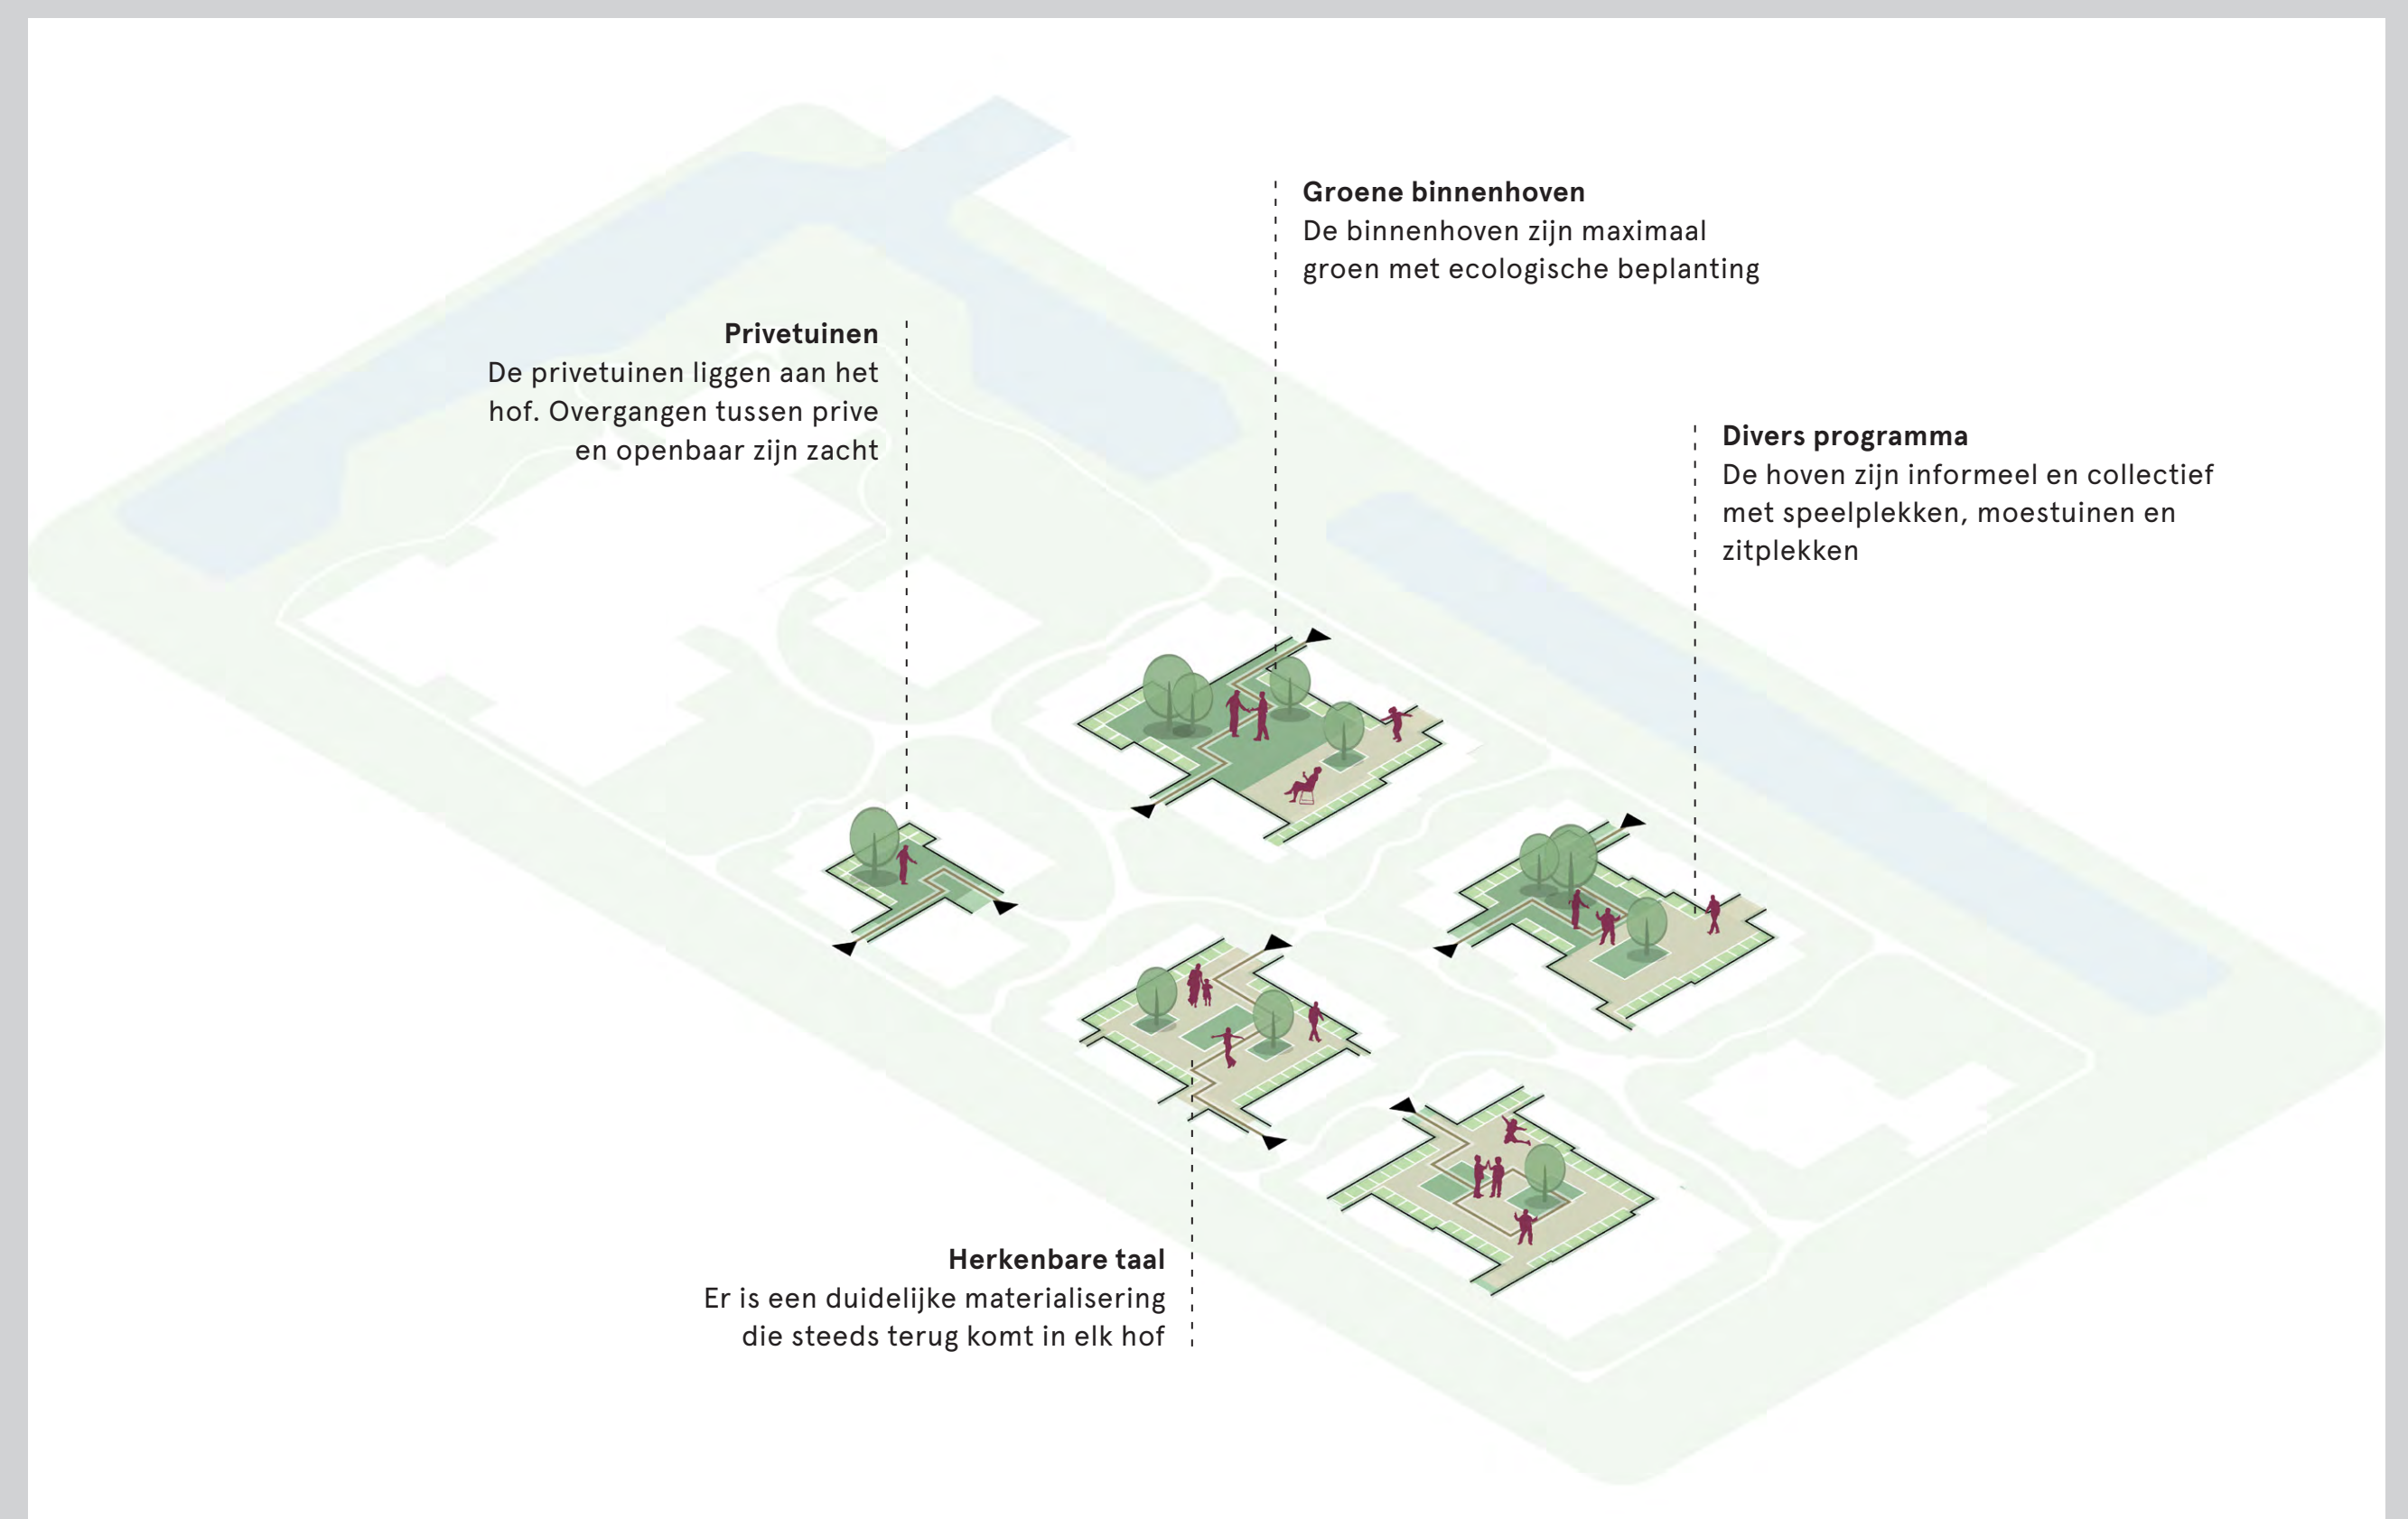 Groene binnenhoven
De binnenhoven zijn maximaal
groen met ecologische beplanting
Privetuinen
De privetuinen liggen aan het
hof. Overgangen tussen prive
en openbaar zijn zacht
Divers programma
De hoven zijn informeel en collectief
met speelplekken, moestuinen en
zitplekken
Herkenbare taal
Er is een duidelijke materialisering
die steeds terug komt in elk hof